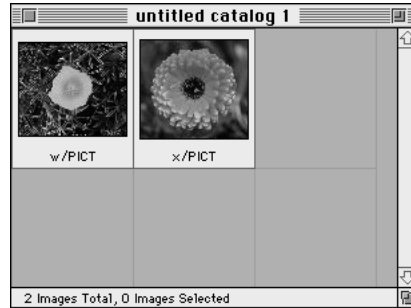 untitled catalog 1
w/PICT
x/PICT
2 Images Total, 0 Images Selected